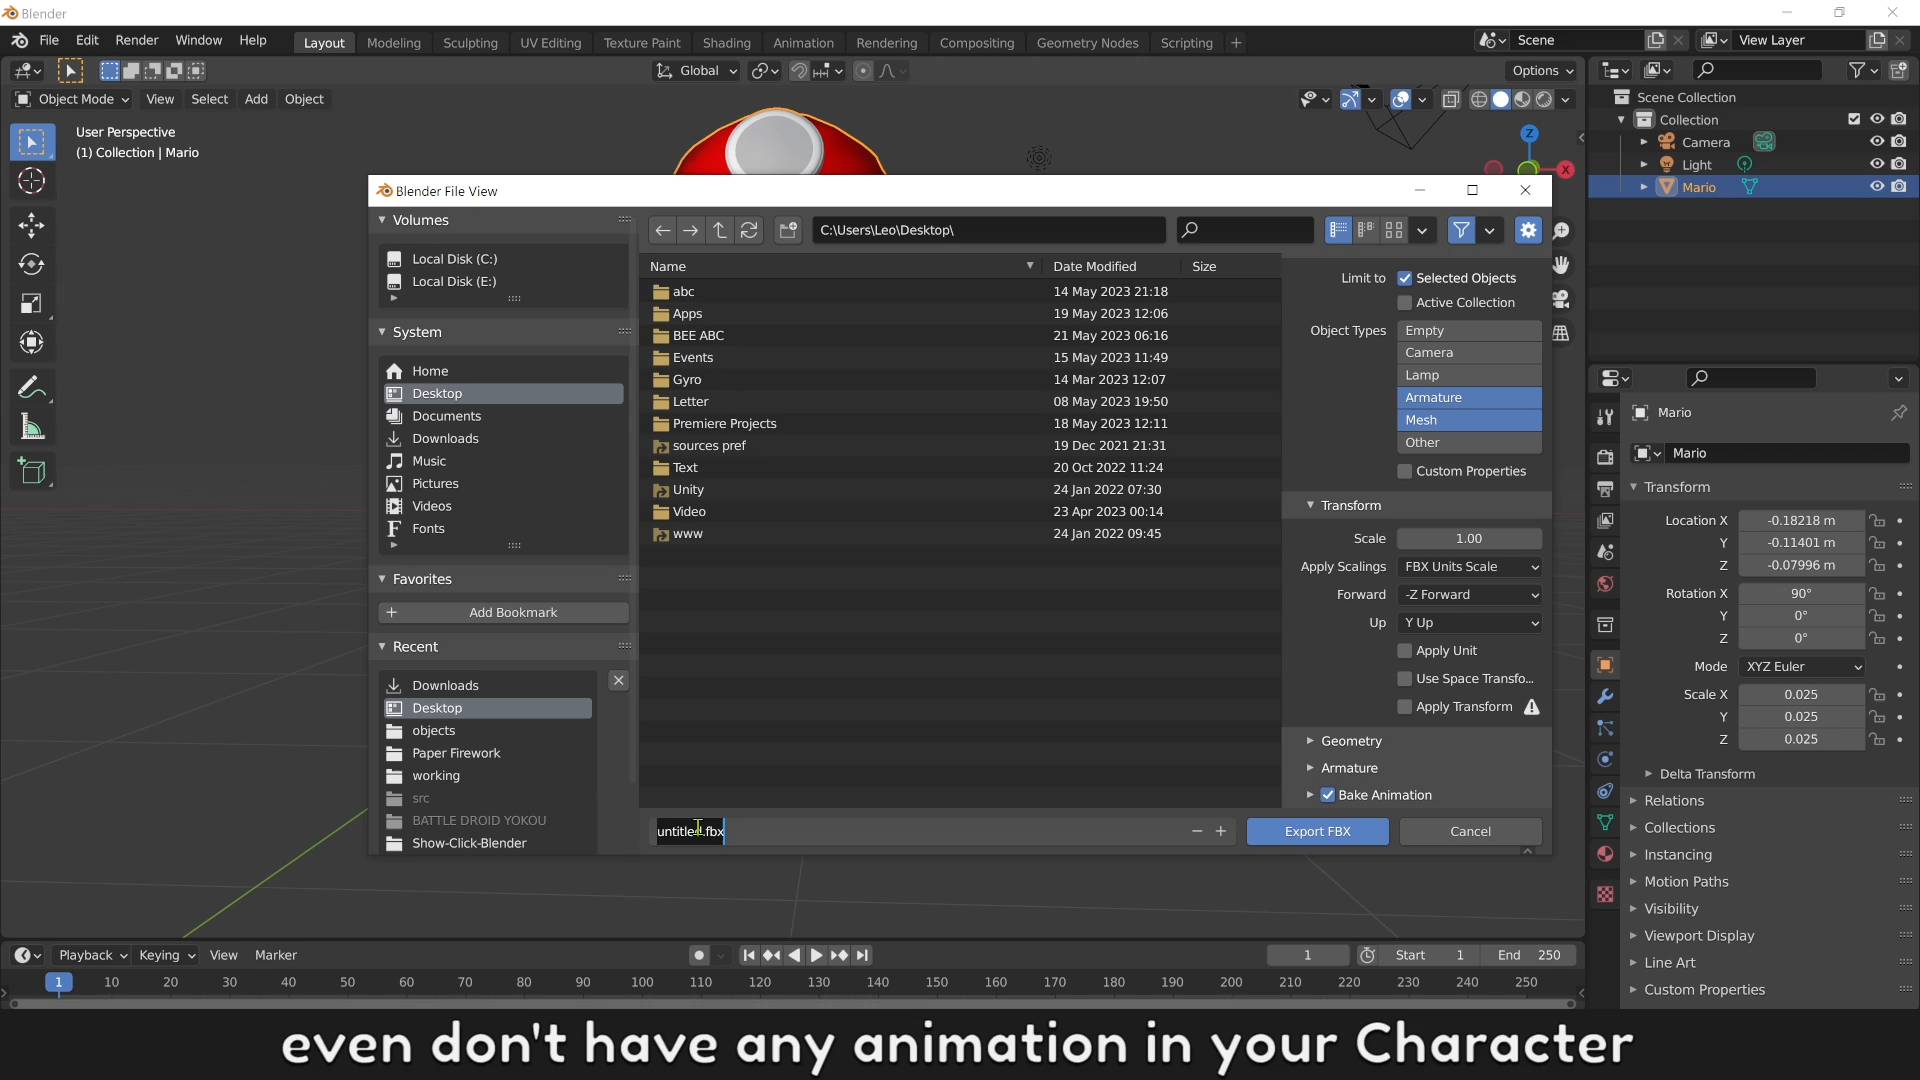 Blender
File Edit Render Window Help Layout Modeling Sculpting UV Editing Texture Paint Shading Animation Rendering Compositing Geometry Nodes Scripting + Scene View Layer
Global Options
Object Mode View Select Add Object
User Perspective
(1) Collection | Mario
Z
X
Scene Collection
Collection
Camera
Light
Mario
Blender File View
Volumes
Local Disk (C:)
Local Disk (E:)
System
Home
Desktop
Documents
Downloads
Music
Pictures
Videos
Fonts
Favorites
+ Add Bookmark
Recent
Downloads
Desktop
objects
Paper Firework
working
src
BATTLE DROID YOKOU
Show-Click-Blender
C:\Users\Leo\Desktop\
Name Date Modified Size
abc 14 May 2023 21:18
Apps 19 May 2023 12:06
BEE ABC 21 May 2023 06:16
Events 15 May 2023 11:49
Gyro 14 Mar 2023 12:07
Letter 08 May 2023 19:50
Premiere Projects 18 May 2023 12:11
sources pref 19 Dec 2021 21:31
Text 20 Oct 2022 11:24
Unity 24 Jan 2022 07:30
Video 23 Apr 2023 00:14
www 24 Jan 2022 09:45
Limit to Selected Objects
Active Collection
Object Types Empty
Camera
Lamp
Armature
Mesh
Other
Custom Properties
Transform
Scale 1.00
Apply Scalings FBX Units Scale
Forward -Z Forward
Up Y Up
Apply Unit
Use Space Transfo...
Apply Transform
Geometry
Armature
Bake Animation
untitled.fbx − + Export FBX Cancel
Mario
Mario
Transform
Location X -0.18218 m
Y -0.11401 m
Z -0.07996 m
Rotation X 90°
Y 0°
Z 0°
Mode XYZ Euler
Scale X 0.025
Y 0.025
Z 0.025
Delta Transform
Relations
Collections
Instancing
Motion Paths
Visibility
Viewport Display
Line Art
Custom Properties
Playback Keying View Marker 1 Start 1 End 250
1 10 20 30 40 50 60 70 80 90 100 110 120 130 140 150 160 170 180 190 200 210 220 230 240 250
even don't have any animation in your Character